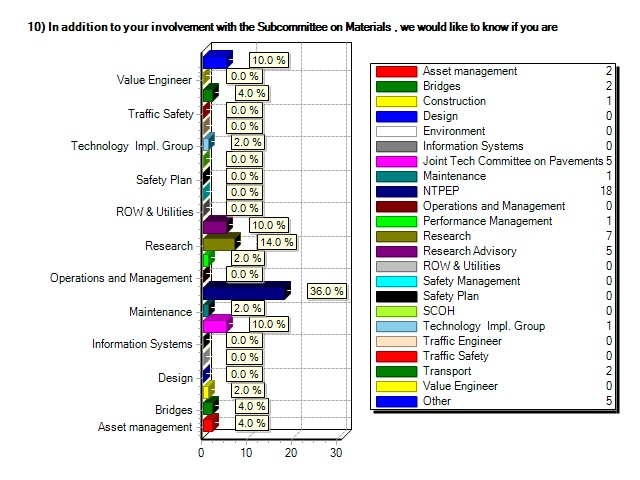 10) In addition to your involvement with the Subcommittee on Materials , we would like to know if you are
10.0 %
Value Engineer
0.0 %
4.0 %
Traffic Safety
0.0 %
0.0 %
Technology Impl. Group
2.0 %
0.0 %
Safety Plan
0.0 %
0.0 %
ROW & Utilities
0.0 %
10.0 %
Research
14.0 %
2.0 %
Operations and Management
0.0 %
36.0 %
Maintenance
2.0 %
10.0 %
Information Systems
0.0 %
0.0 %
Design
0.0 %
2.0 %
Bridges
4.0 %
Asset management
4.0 %
0 10 20 30
Asset management 2
Bridges 2
Construction 1
Design 0
Environment 0
Information Systems 0
Joint Tech Committee on Pavements 5
Maintenance 1
NTPEP 18
Operations and Management 0
Performance Management 1
Research 7
Research Advisory 5
ROW & Utilities 0
Safety Management 0
Safety Plan 0
SCOH 0
Technology Impl. Group 1
Traffic Engineer 0
Traffic Safety 0
Transport 2
Value Engineer 0
Other 5